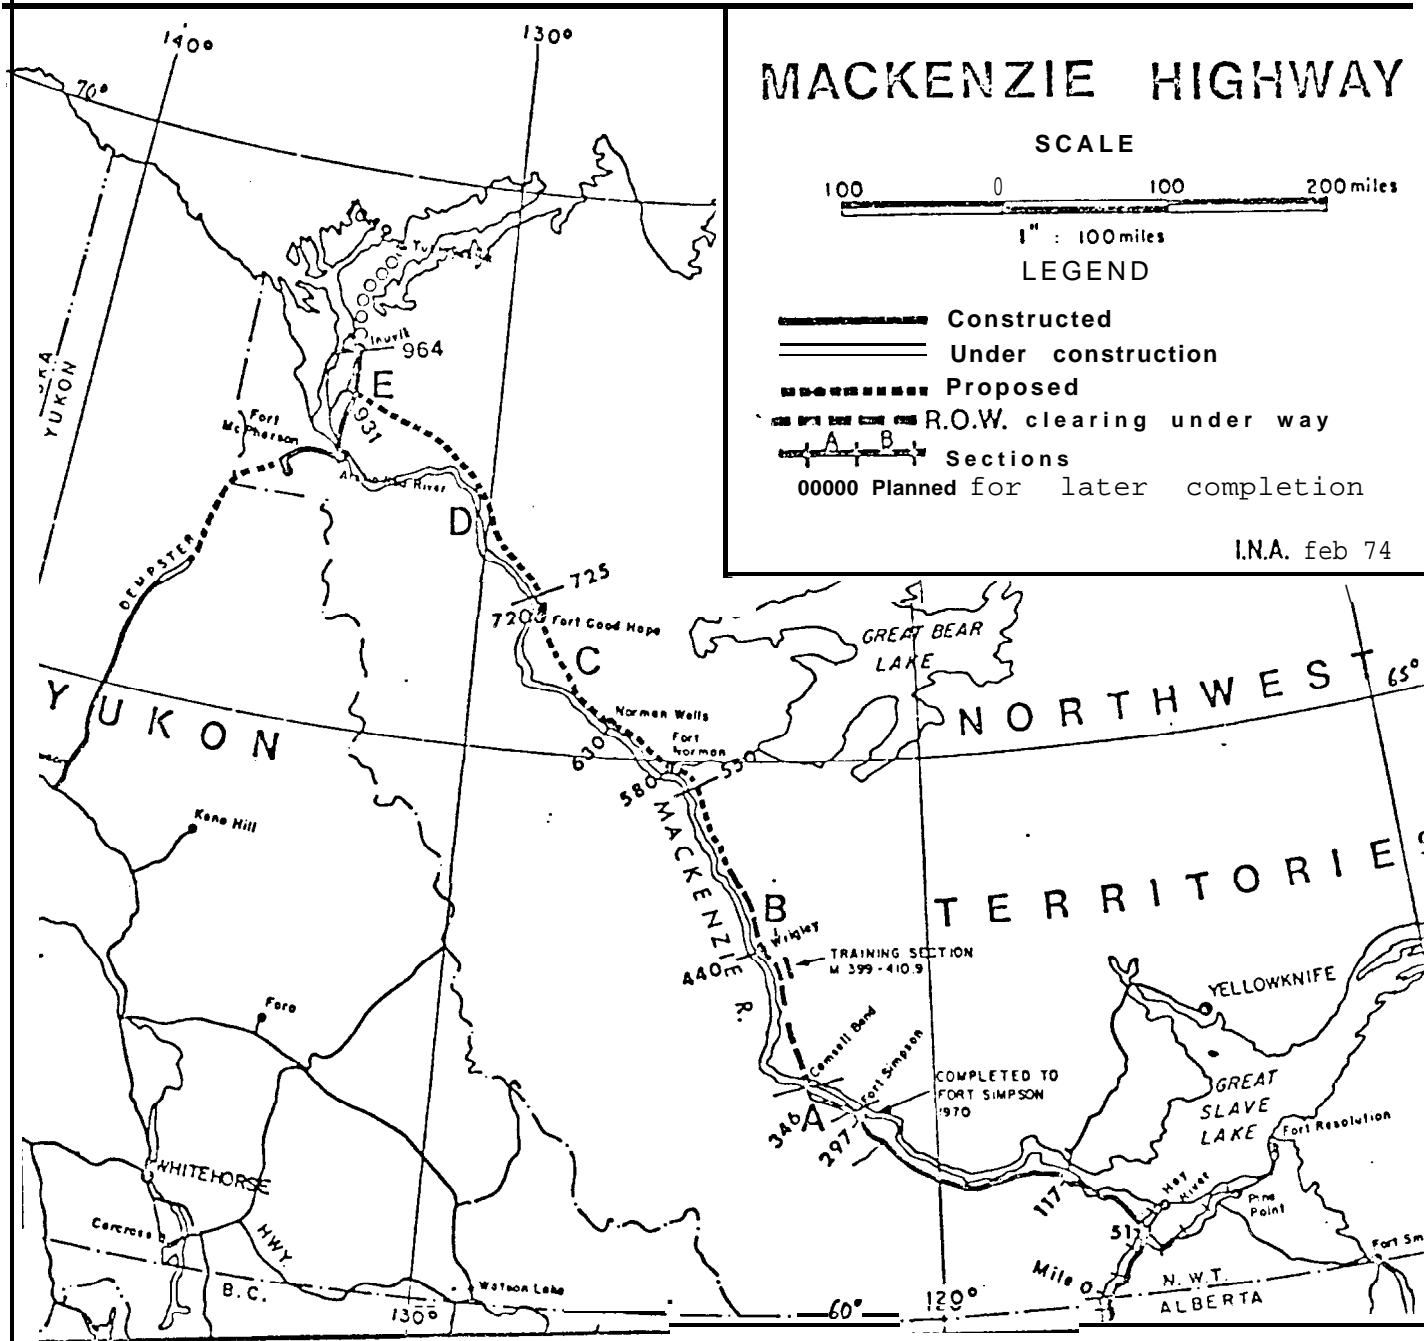 140°
130°
70°
MACKENZIE HIGHWAY
SCALE
100 0 100 200 miles
1" : 100 miles
LEGEND
Constructed
Under construction
Proposed
R.O.W. clearing under way
A B
Sections
00000 Planned for later completion
I.N.A. feb 74
YUKON
Inuvik
964
E
931
Fort
McPherson
River
D
DEMPSTER
725
720
Fort Good Hope
C
GREAT BEAR
LAKE
NORTHWEST
65°
YUKON
Norman Wells
630
Fort
Norman
550
580
MACKENZIE R.
Keno Hill
TERRITORIES
B
Wrigley
440
TRAINING SECTION
M 399-410.9
YELLOWKNIFE
Faro
Camsell Bend
Fort Simpson
COMPLETED TO
FORT SIMPSON
1970
346
A
297
GREAT
SLAVE
LAKE
Fort Resolution
WHITEHORSE
117
Hay
River
Pine
Point
Carcross
HWY.
51
Fort Sm
Mile 0
N.W.T.
ALBERTA
B.C.
Watson Lake
130°
60°
120°